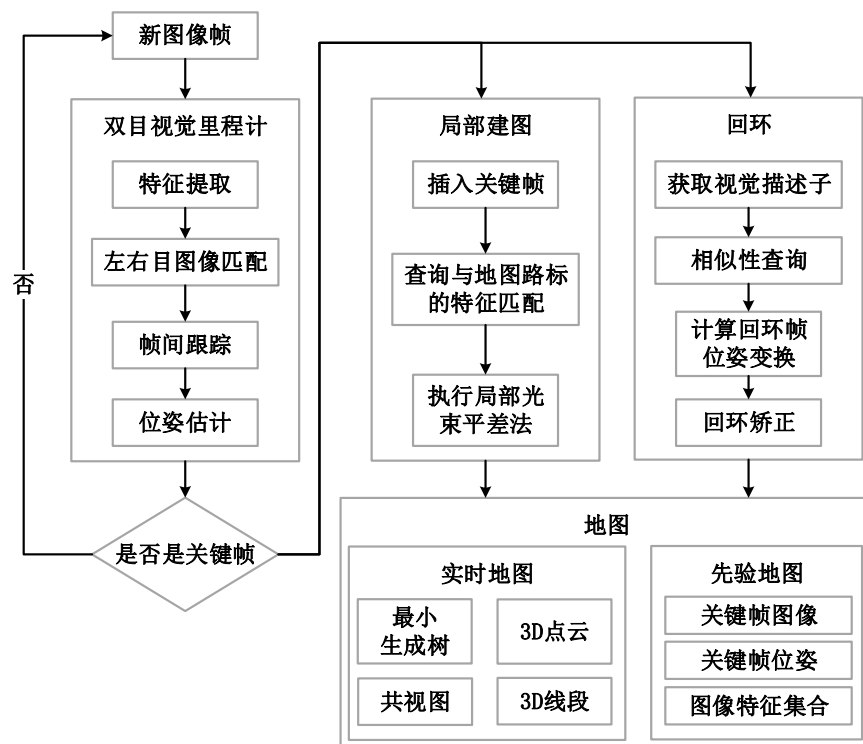 新图像帧
双目视觉里程计
特征提取
左右目图像匹配
帧间跟踪
位姿估计
是否是关键帧
否
局部建图
插入关键帧
查询与地图路标
的特征匹配
执行局部光
束平差法
回环
获取视觉描述子
相似性查询
计算回环帧
位姿变换
回环矫正
地图
实时地图
最小
生成树
3D点云
共视图
3D线段
先验地图
关键帧图像
关键帧位姿
图像特征集合